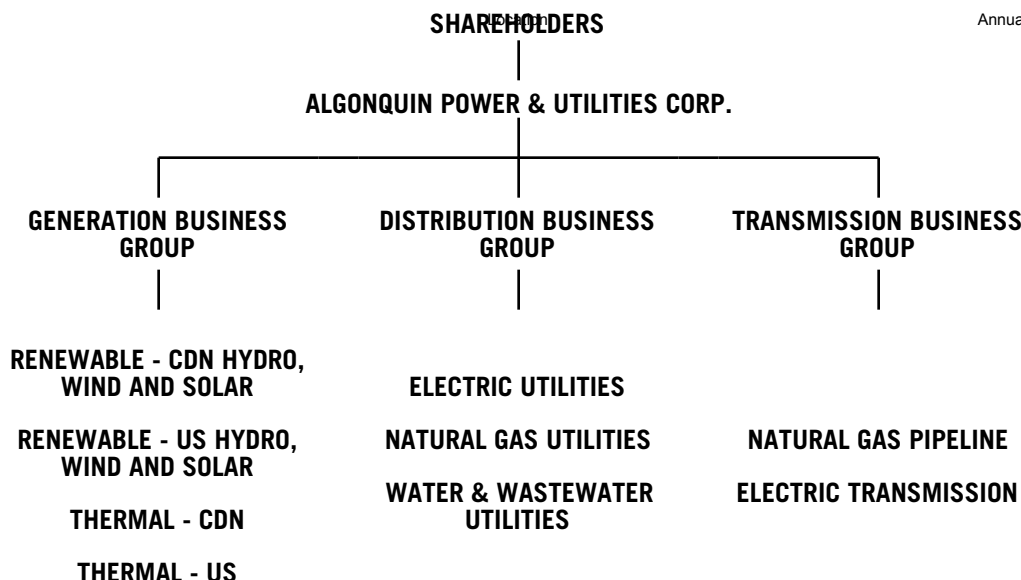 SHAREHOLDERS
Location
Annua
ALGONQUIN POWER & UTILITIES CORP.
GENERATION BUSINESS
GROUP
DISTRIBUTION BUSINESS
GROUP
TRANSMISSION BUSINESS
GROUP
RENEWABLE - CDN HYDRO,
WIND AND SOLAR
RENEWABLE - US HYDRO,
WIND AND SOLAR
THERMAL - CDN
THERMAL - US
ELECTRIC UTILITIES
NATURAL GAS UTILITIES
WATER & WASTEWATER
UTILITIES
NATURAL GAS PIPELINE
ELECTRIC TRANSMISSION